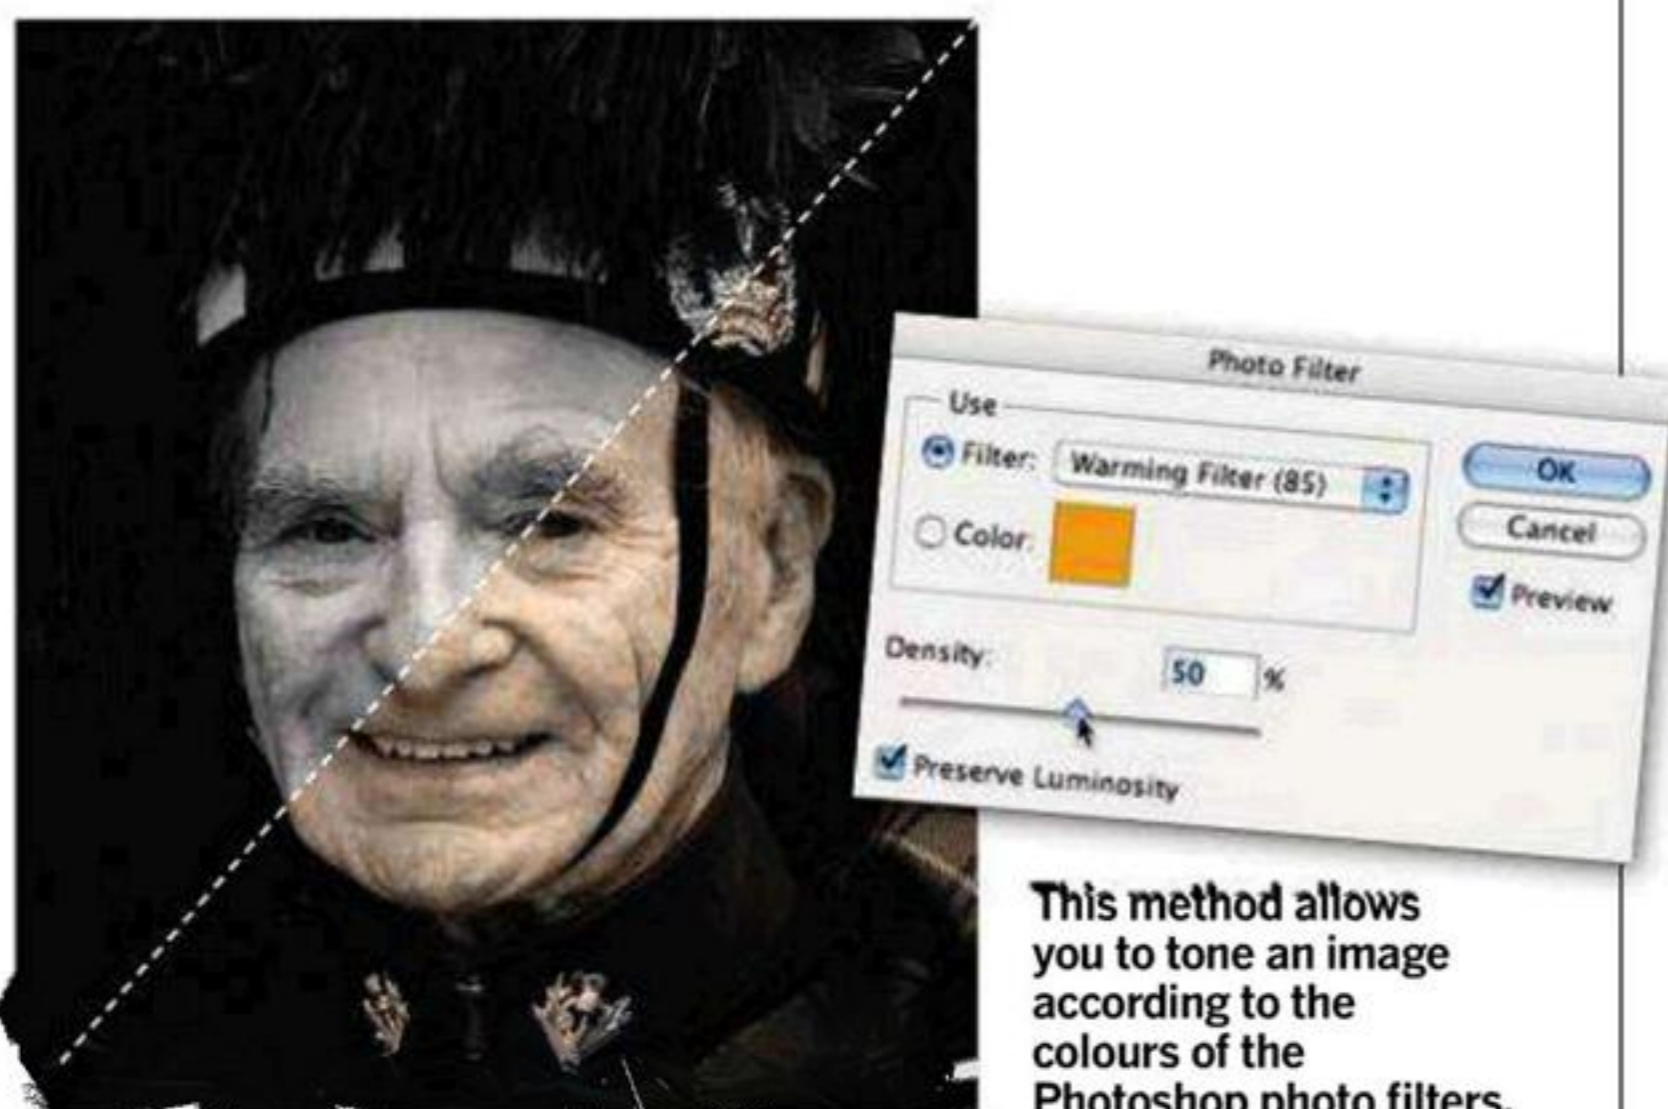 Photo Filter
Use
Filter: Warming Filter (85)
OK
Color:
Cancel
Preview
Density: 50 %
Preserve Luminosity
This method allows
you to tone an image
according to the
colours of the
Photoshop photo filters.